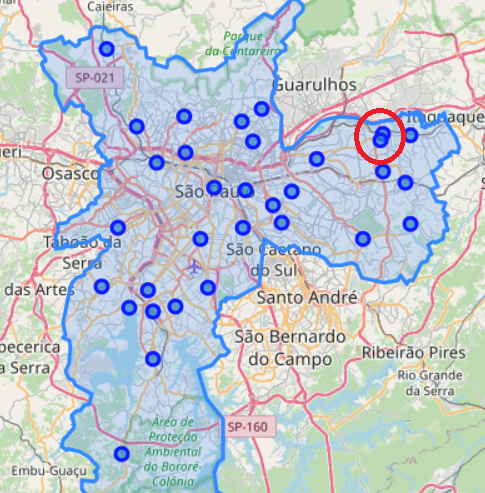 Caieiras
Parque
da Cantareira
SP-021
Guarulhos
Itaquaque
eri
Osasco
São Paul
Taboão da
Serra
São Caetano
do Sul
das Artes
Santo André
São Bernardo
do Campo
pecerica
a Serra
Ribeirão Pires
Rio Grande
da Serra
SP-160
Área de
Proteção
Ambiental
do Bororé-
Colônia
Embu-Guaçu